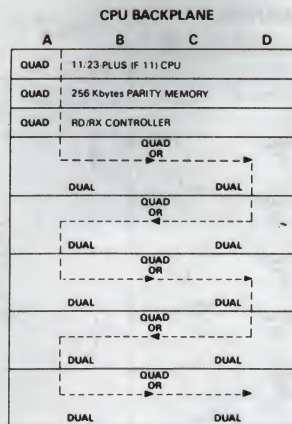 CPU BACKPLANE
A B C D
QUAD 11/23-PLUS (F 11) CPU
QUAD 256 Kbytes PARITY MEMORY
QUAD RD/RX CONTROLLER
QUAD
OR
DUAL DUAL
QUAD
OR
DUAL DUAL
QUAD
OR
DUAL DUAL
QUAD
OR
DUAL DUAL
QUAD
OR
DUAL DUAL